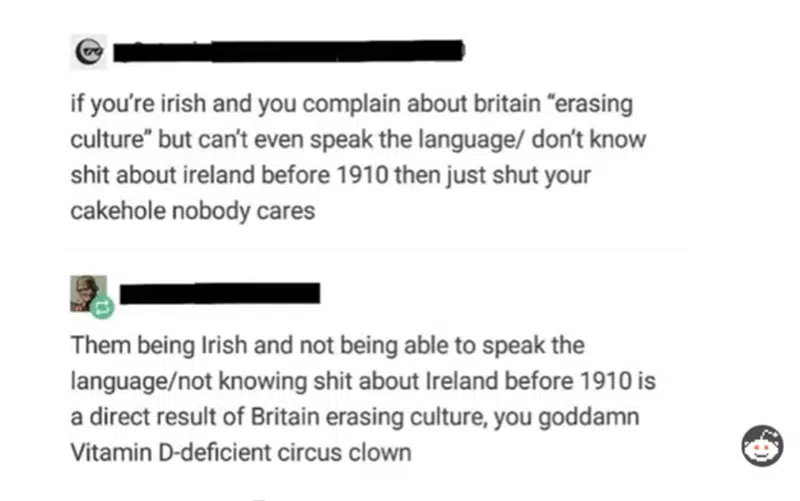 if you're irish and you complain about britain “erasing
culture” but can't even speak the language/ don't know
shit about ireland before 1910 then just shut your
cakehole nobody cares
Them being Irish and not being able to speak the
language/not knowing shit about Ireland before 1910 is
a direct result of Britain erasing culture, you goddamn
Vitamin D-deficient circus clown